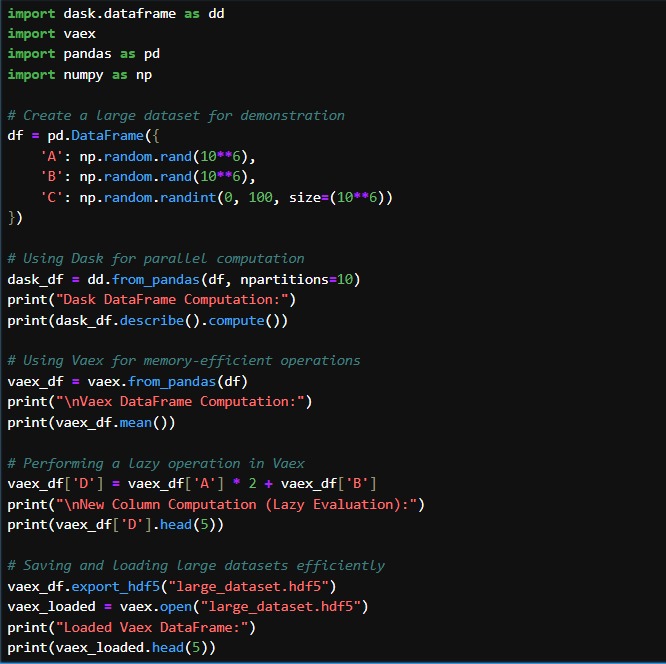 import dask.dataframe as dd
import vaex
import pandas as pd
import numpy as np

# Create a large dataset for demonstration
df = pd.DataFrame({
    'A': np.random.rand(10**6),
    'B': np.random.rand(10**6),
    'C': np.random.randint(0, 100, size=(10**6))
})

# Using Dask for parallel computation
dask_df = dd.from_pandas(df, npartitions=10)
print("Dask DataFrame Computation:")
print(dask_df.describe().compute())

# Using Vaex for memory-efficient operations
vaex_df = vaex.from_pandas(df)
print("\nVaex DataFrame Computation:")
print(vaex_df.mean())

# Performing a lazy operation in Vaex
vaex_df['D'] = vaex_df['A'] * 2 + vaex_df['B']
print("\nNew Column Computation (Lazy Evaluation):")
print(vaex_df['D'].head(5))

# Saving and loading large datasets efficiently
vaex_df.export_hdf5("large_dataset.hdf5")
vaex_loaded = vaex.open("large_dataset.hdf5")
print("Loaded Vaex DataFrame:")
print(vaex_loaded.head(5))